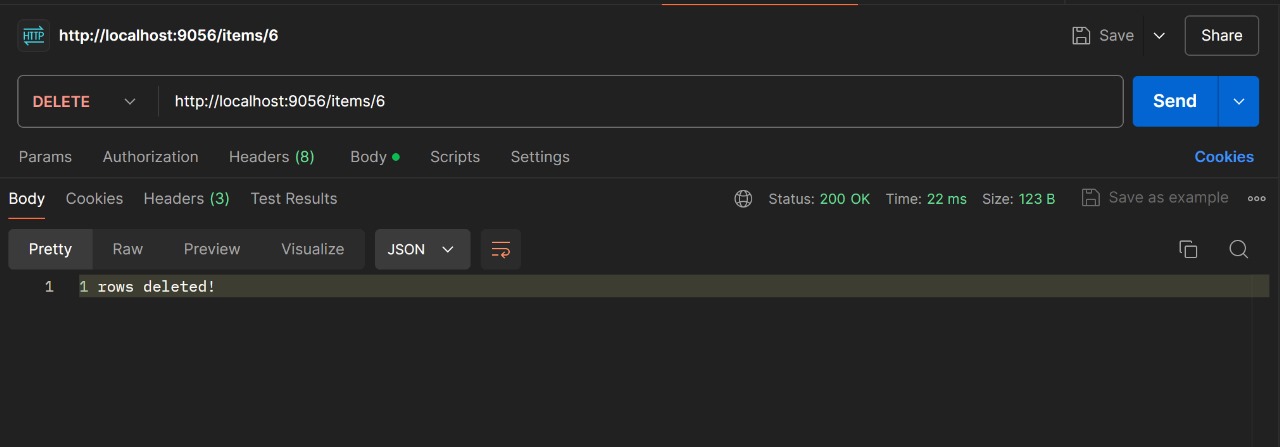 HTTP http://localhost:9056/items/6 Save Share
DELETE http://localhost:9056/items/6 Send
Params Authorization Headers (8) Body Scripts Settings Cookies
Body Cookies Headers (3) Test Results Status: 200 OK Time: 22 ms Size: 123 B Save as example
Pretty Raw Preview Visualize JSON
1 1 rows deleted!